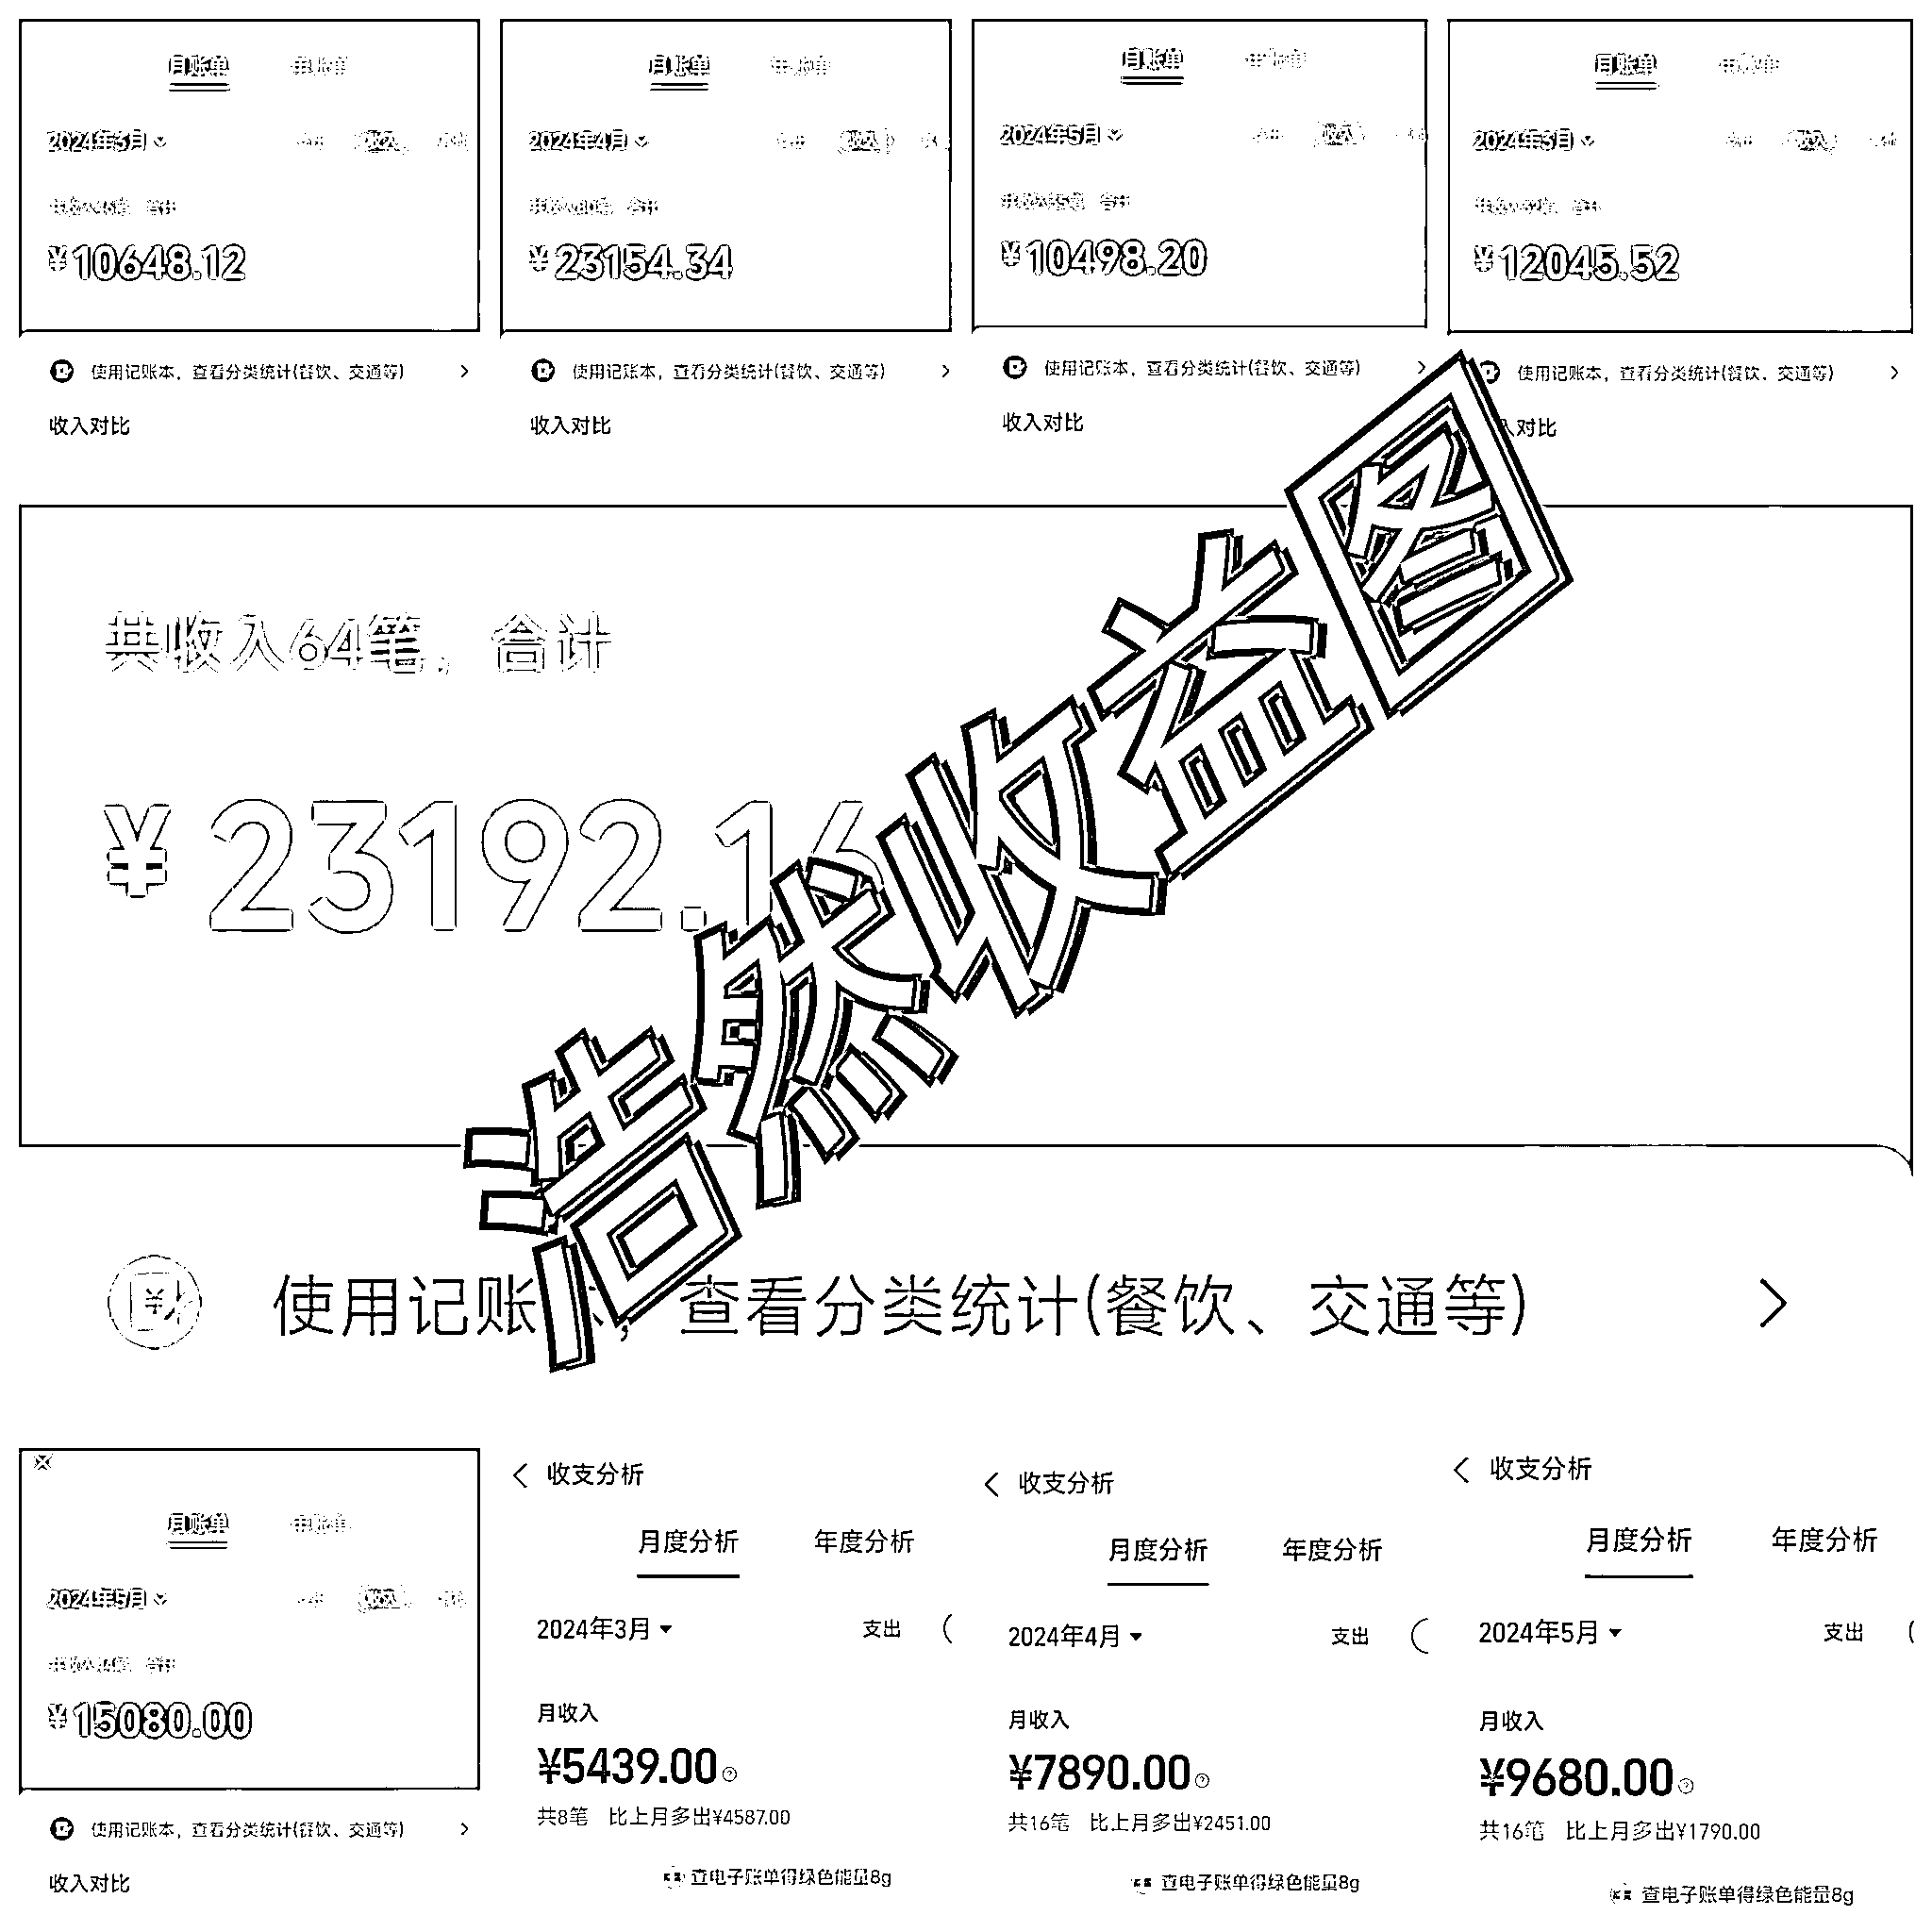 月账单 年账单
2024年3月 收入
共收入46笔 合计
¥10648.12
使用记账本，查看分类统计(餐饮、交通等)
收入对比
月账单 年账单
2024年4月 收入
共收入80笔 合计
¥23154.34
使用记账本，查看分类统计(餐饮、交通等)
收入对比
月账单 年账单
2024年5月 收入
共收入35笔 合计
¥10498.20
使用记账本，查看分类统计(餐饮、交通等)
收入对比
月账单 年账单
收入
合计
¥12045.52
使用记账本，查看分类统计(餐饮、交通等)
入对比
浩燃收益图
共收入64笔，合计
¥23192.16
使用记账本，查看分类统计(餐饮、交通等)
月账单 年账单
2024年5月 收入
合计
¥15080.00
使用记账本，查看分类统计(餐饮、交通等)
收入对比
收支分析
月度分析 年度分析
2024年3月 支出
月收入
¥5439.00
共8笔 比上月多出¥4587.00
查电子账单得绿色能量8g
收支分析
月度分析 年度分析
2024年4月 支出
月收入
¥7890.00
共16笔 比上月多出¥2451.00
查电子账单得绿色能量8g
收支分析
月度分析 年度分析
2024年5月 支出
月收入
¥9680.00
共16笔 比上月多出¥1790.00
查电子账单得绿色能量8g